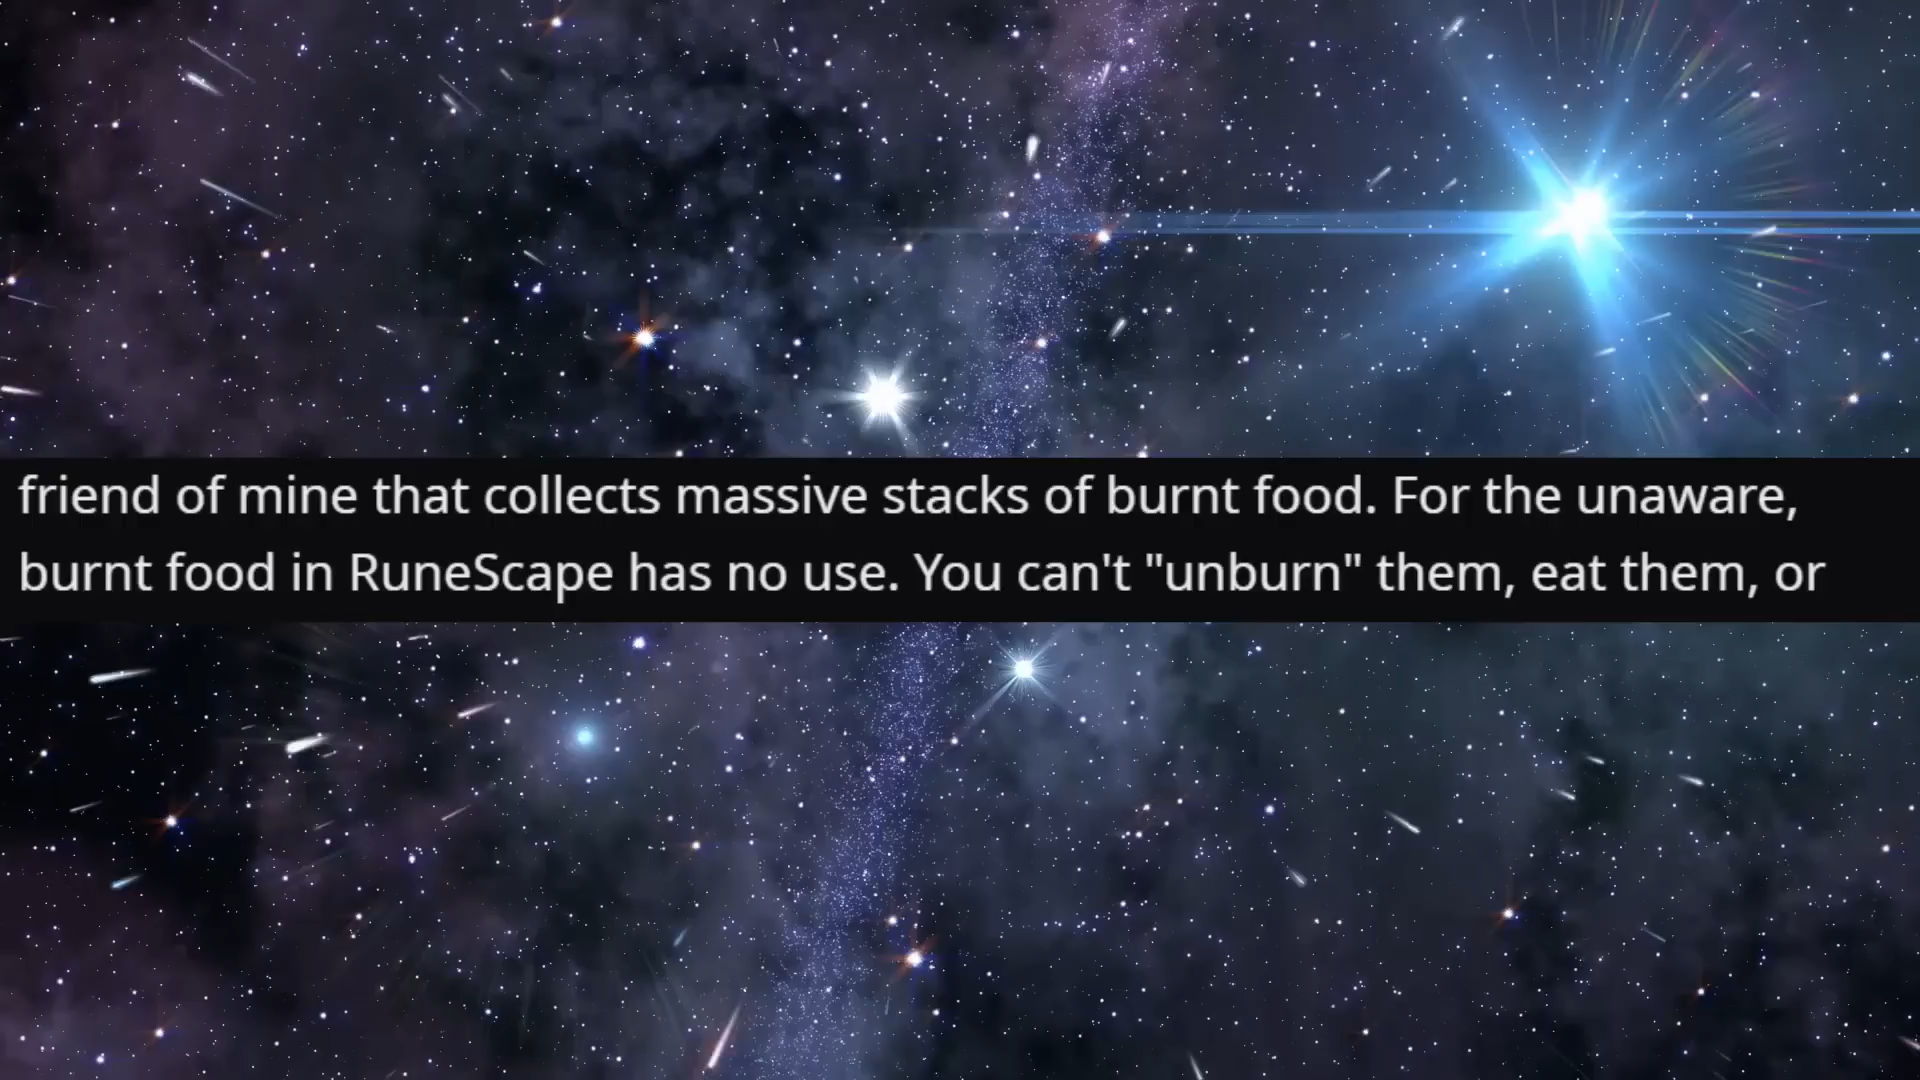 friend of mine that collects massive stacks of burnt food. For the unaware,
burnt food in RuneScape has no use. You can't "unburn" them, eat them, or